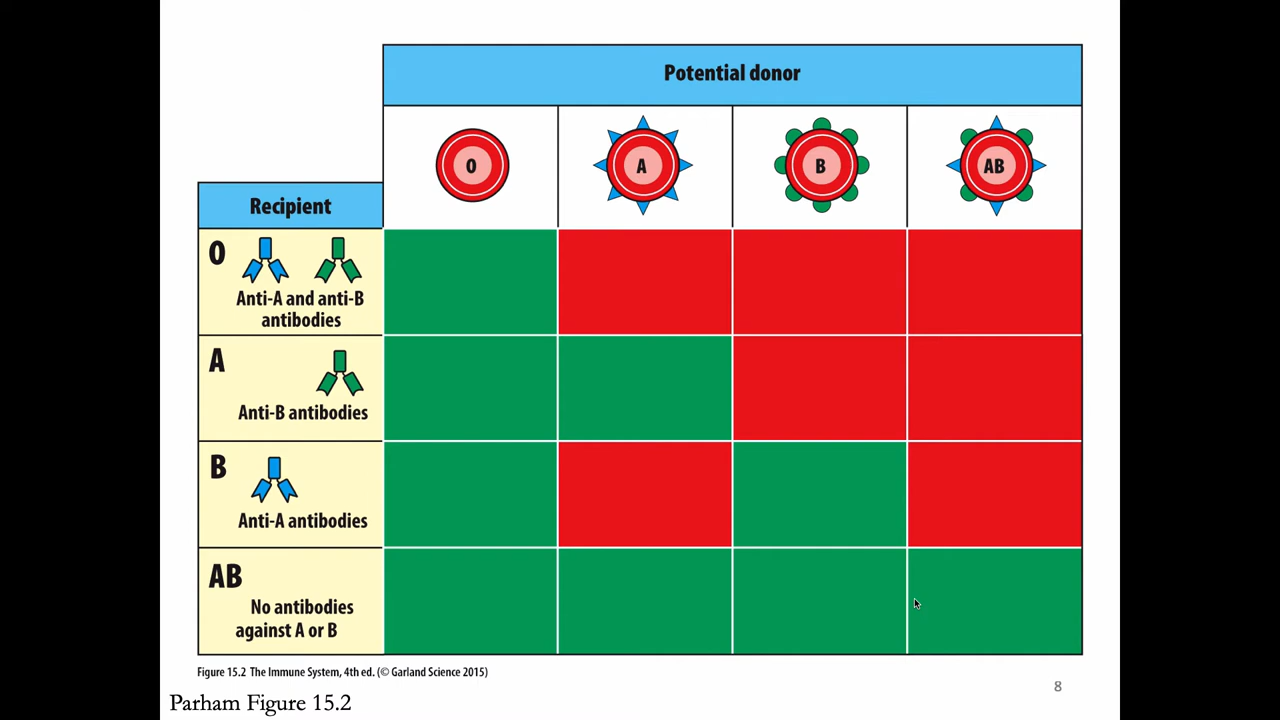 Potential donor
O
A
B
AB
Recipient
O
Anti-A and anti-B
antibodies
A
Anti-B antibodies
B
Anti-A antibodies
AB
No antibodies
against A or B
Figure 15.2 The Immune System, 4th ed. (© Garland Science 2015)
8
Parham Figure 15.2